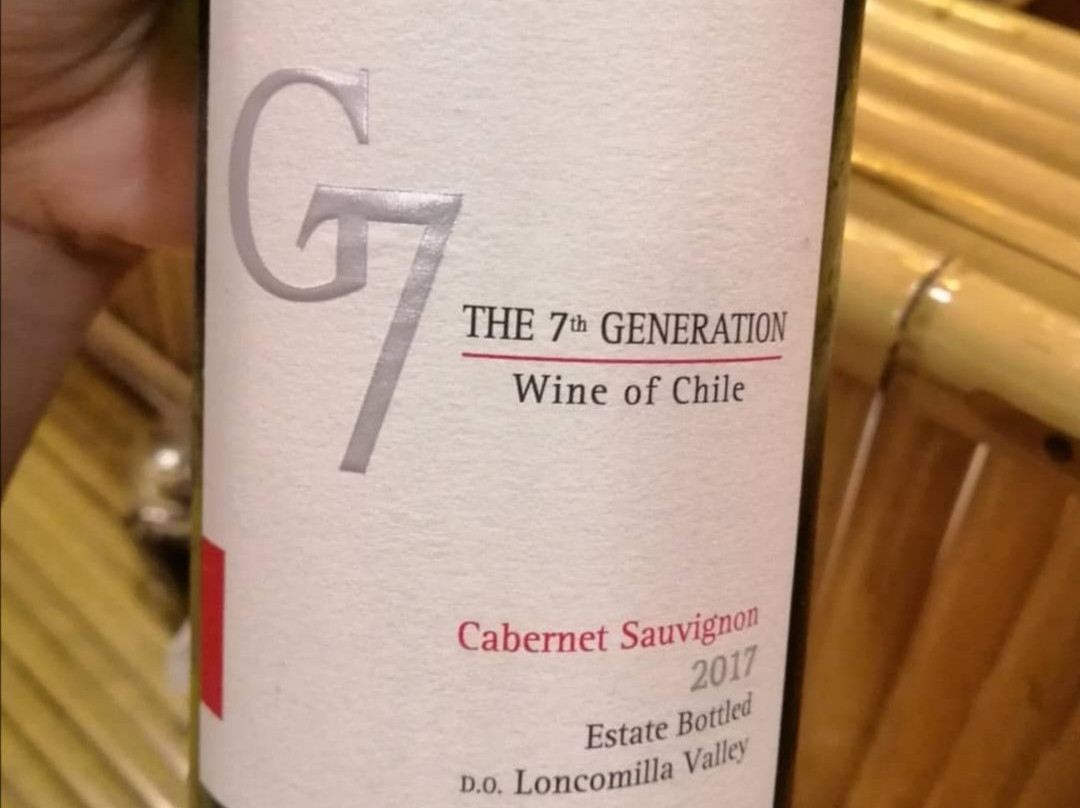 G7
THE 7th GENERATION
Wine of Chile
Cabernet Sauvignon
2017
Estate Bottled
D.O. Loncomilla Valley